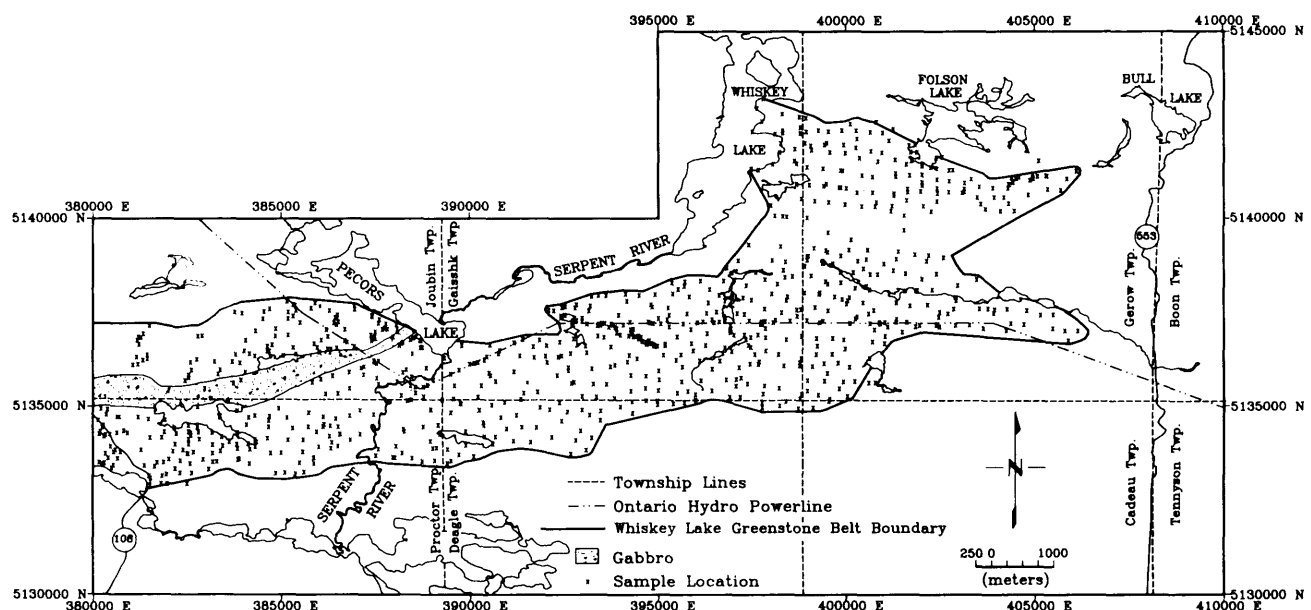 395000 E
400000 E
405000 E
410000 E
5145000 N
WHISKEY
LAKE
FOLSON
LAKE
BULL
LAKE
380000 E
385000 E
390000 E
5140000 N
5140000 N
PECORS
LAKE
Joubin Twp.
Gaisshk Twp.
SERPENT RIVER
553
Gerow Twp.
Boon Twp.
5135000 N
5135000 N
SERPENT
RIVER
Proctor Twp.
Deagle Twp.
Cadeau Twp.
Tennyson Twp.
N
Township Lines
Ontario Hydro Powerline
Whiskey Lake Greenstone Belt Boundary
Gabbro
Sample Location
250 0 1000
(meters)
108
5130000 N
5130000 N
380000 E
385000 E
390000 E
395000 E
400000 E
405000 E
410000 E